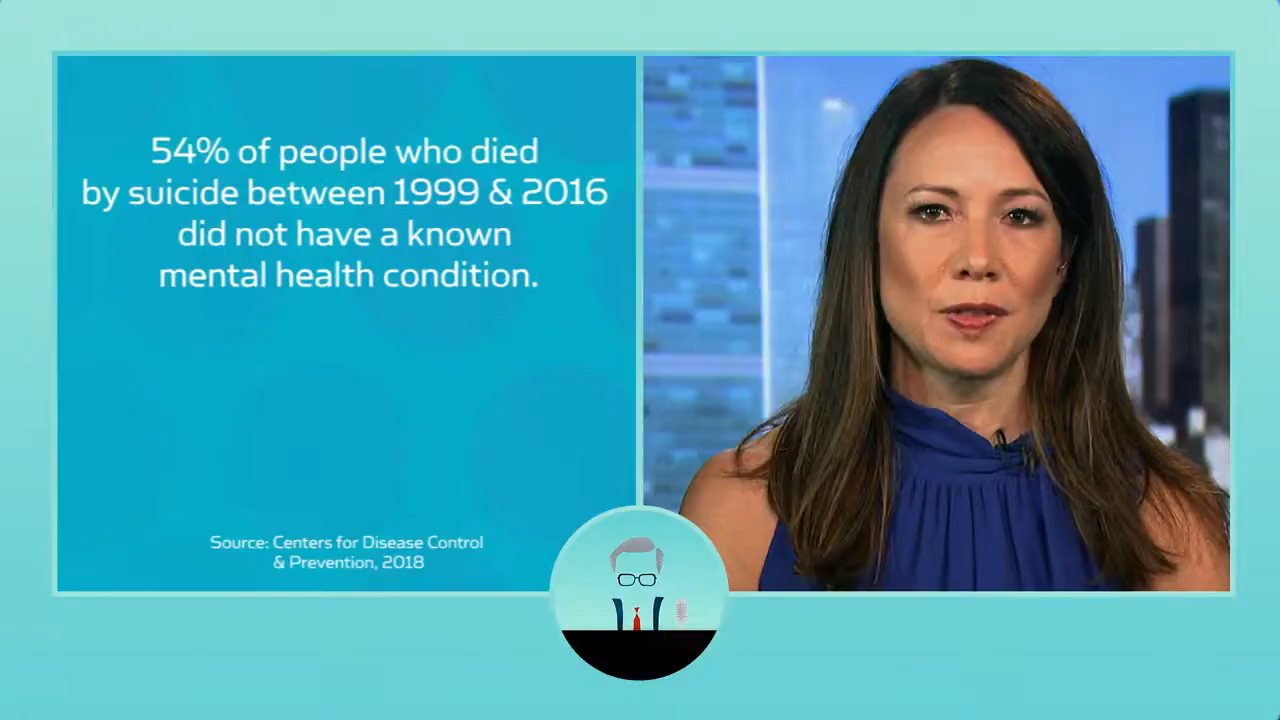 54% of people who died
by suicide between 1999 & 2016
did not have a known
mental health condition.
Source: Centers for Disease Control
& Prevention, 2018